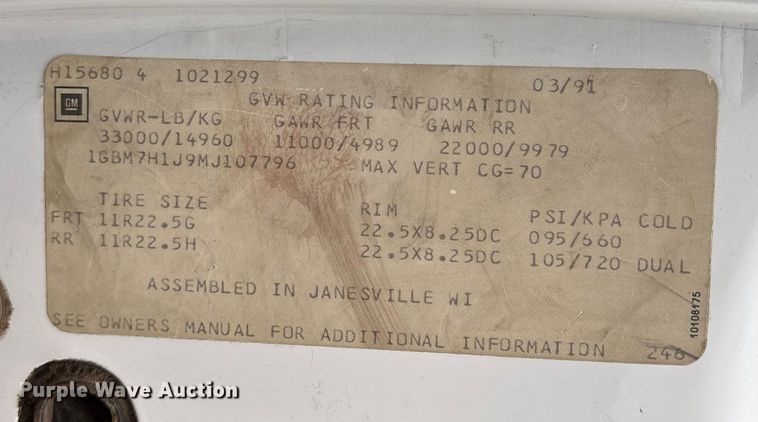 H15680 4 1021299 03/91
GM
GVW RATING INFORMATION
GVWR-LB/KG GAWR FRT GAWR RR
33000/14960 11000/4989 22000/9979
1GBM7H1J9MJ107796 MAX VERT CG=70
TIRE SIZE RIM PSI/KPA COLD
FRT 11R22.5G 22.5X8.25DC 095/660
RR 11R22.5H 22.5X8.25DC 105/720 DUAL
ASSEMBLED IN JANESVILLE WI
SEE OWNERS MANUAL FOR ADDITIONAL INFORMATION 246
10108175
Purple Wave Auction